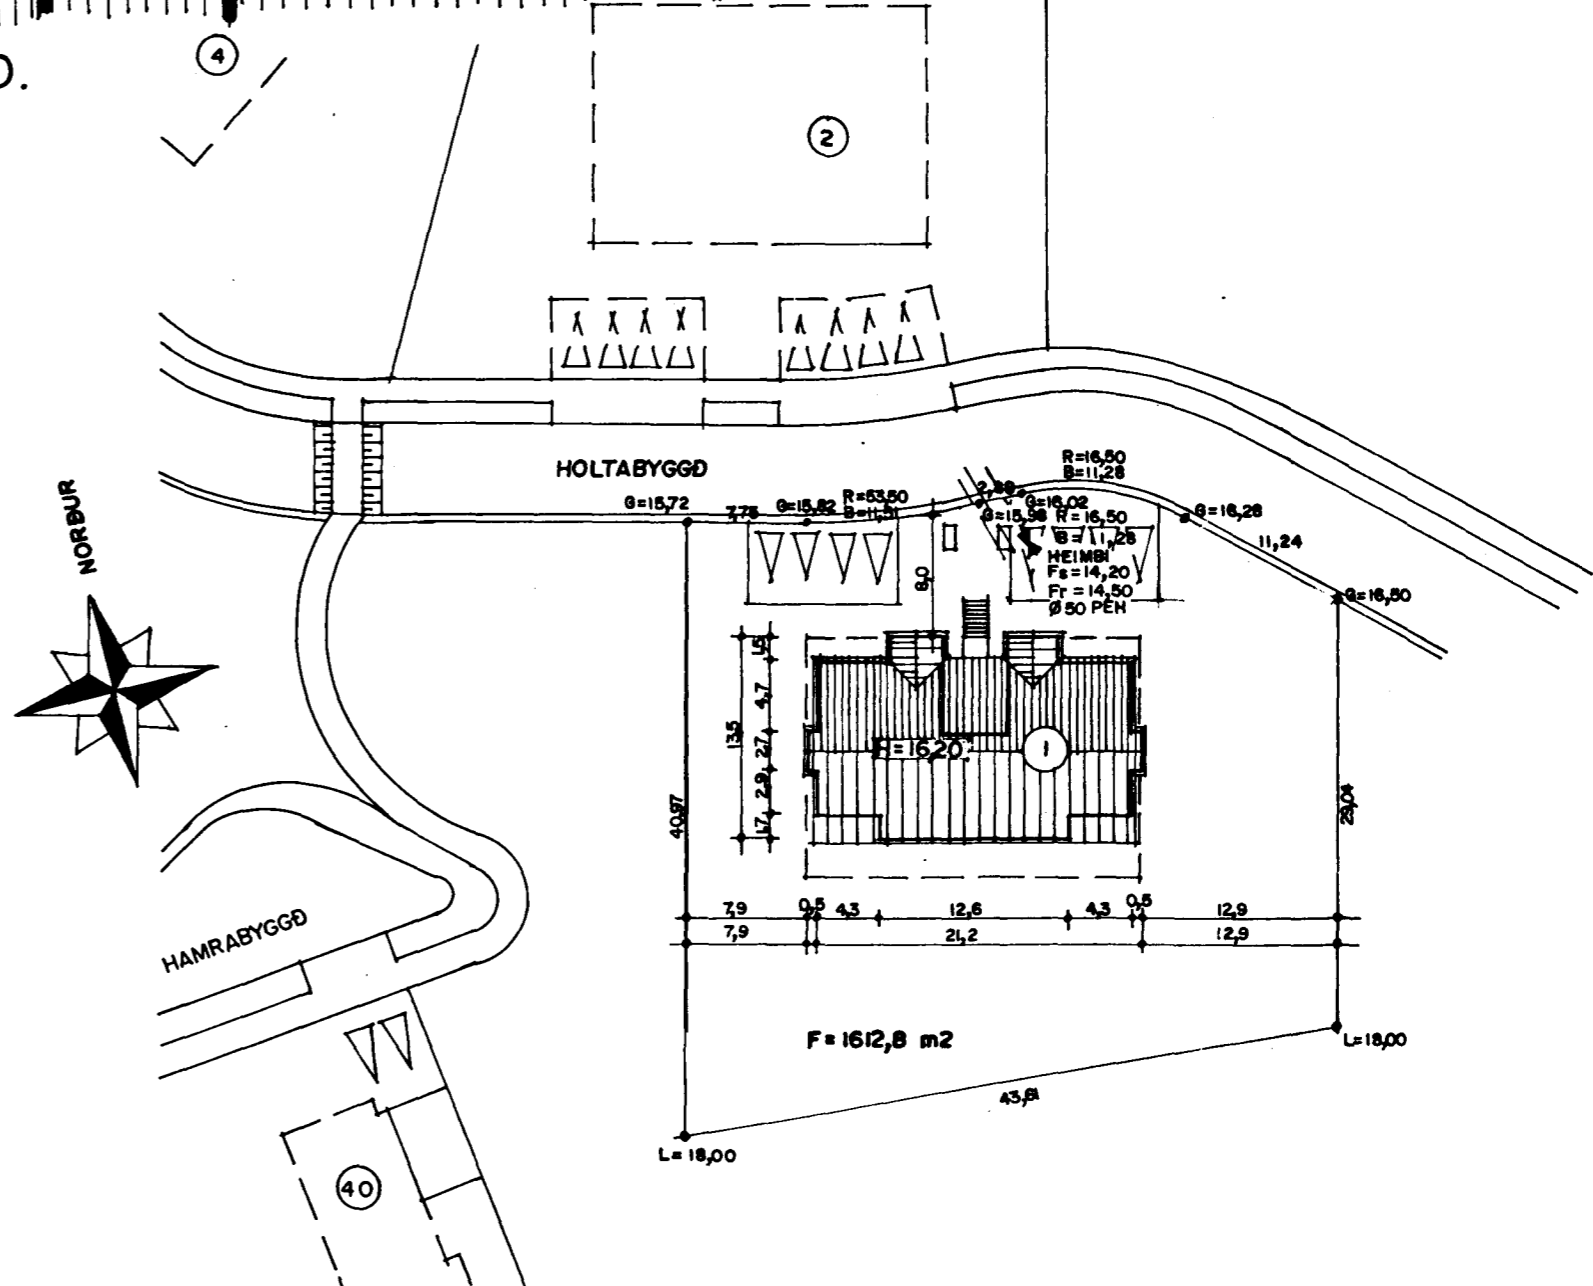 D.
4
2
HOLTABYGGÐ
NORÐUR
G=15,72
7,78
G=15,82
R=53,50
B=11,51
R=16,50
B=11,28
G=16,02
G=15,98
R=16,50
B=11,28
HEIMBI
Fs=14,20
Fr=14,50
Ø50 PEH
G=16,28
11,24
G=16,50
8,0
1,5
4,7
13,5
2,7
2,9
1,7
H=16,20
1
40,97
29,04
7,9
0,5
4,3
12,6
4,3
0,5
12,9
7,9
21,2
12,9
HAMRABYGGÐ
F=1612,8 m2
L=18,00
43,81
L=18,00
40